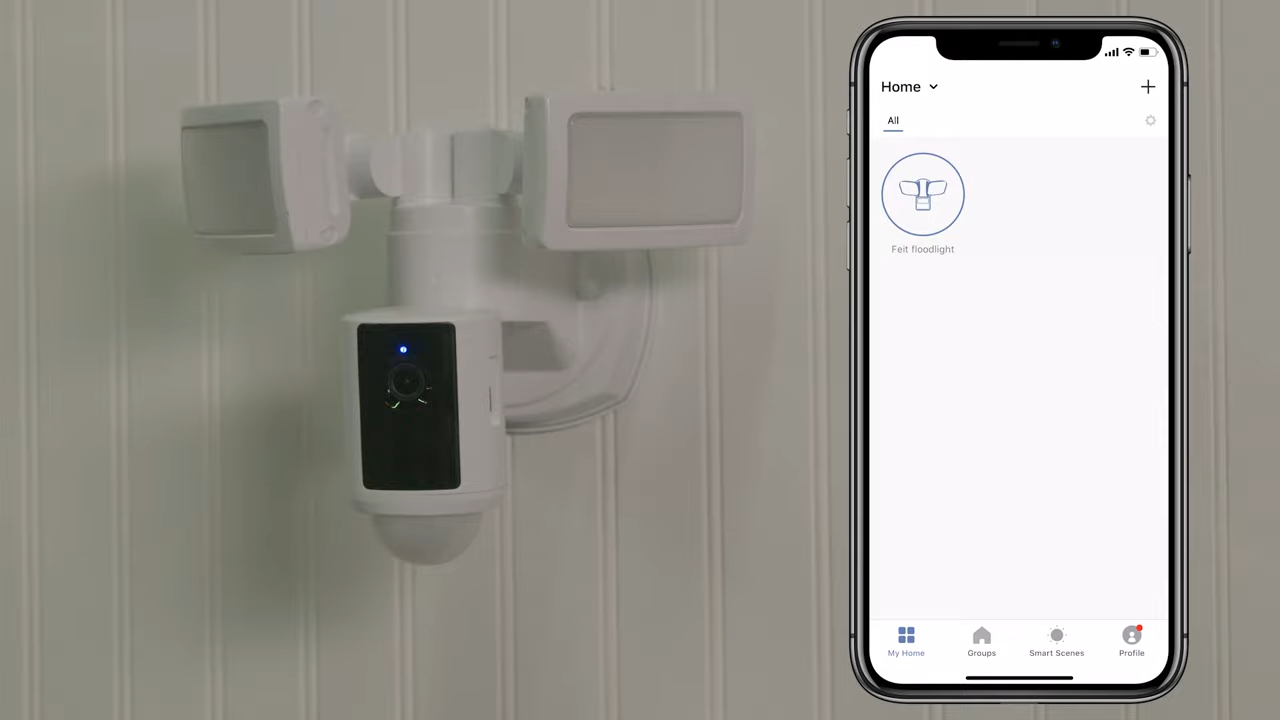 Home
All
Feit floodlight
My Home
Groups
Smart Scenes
Profile